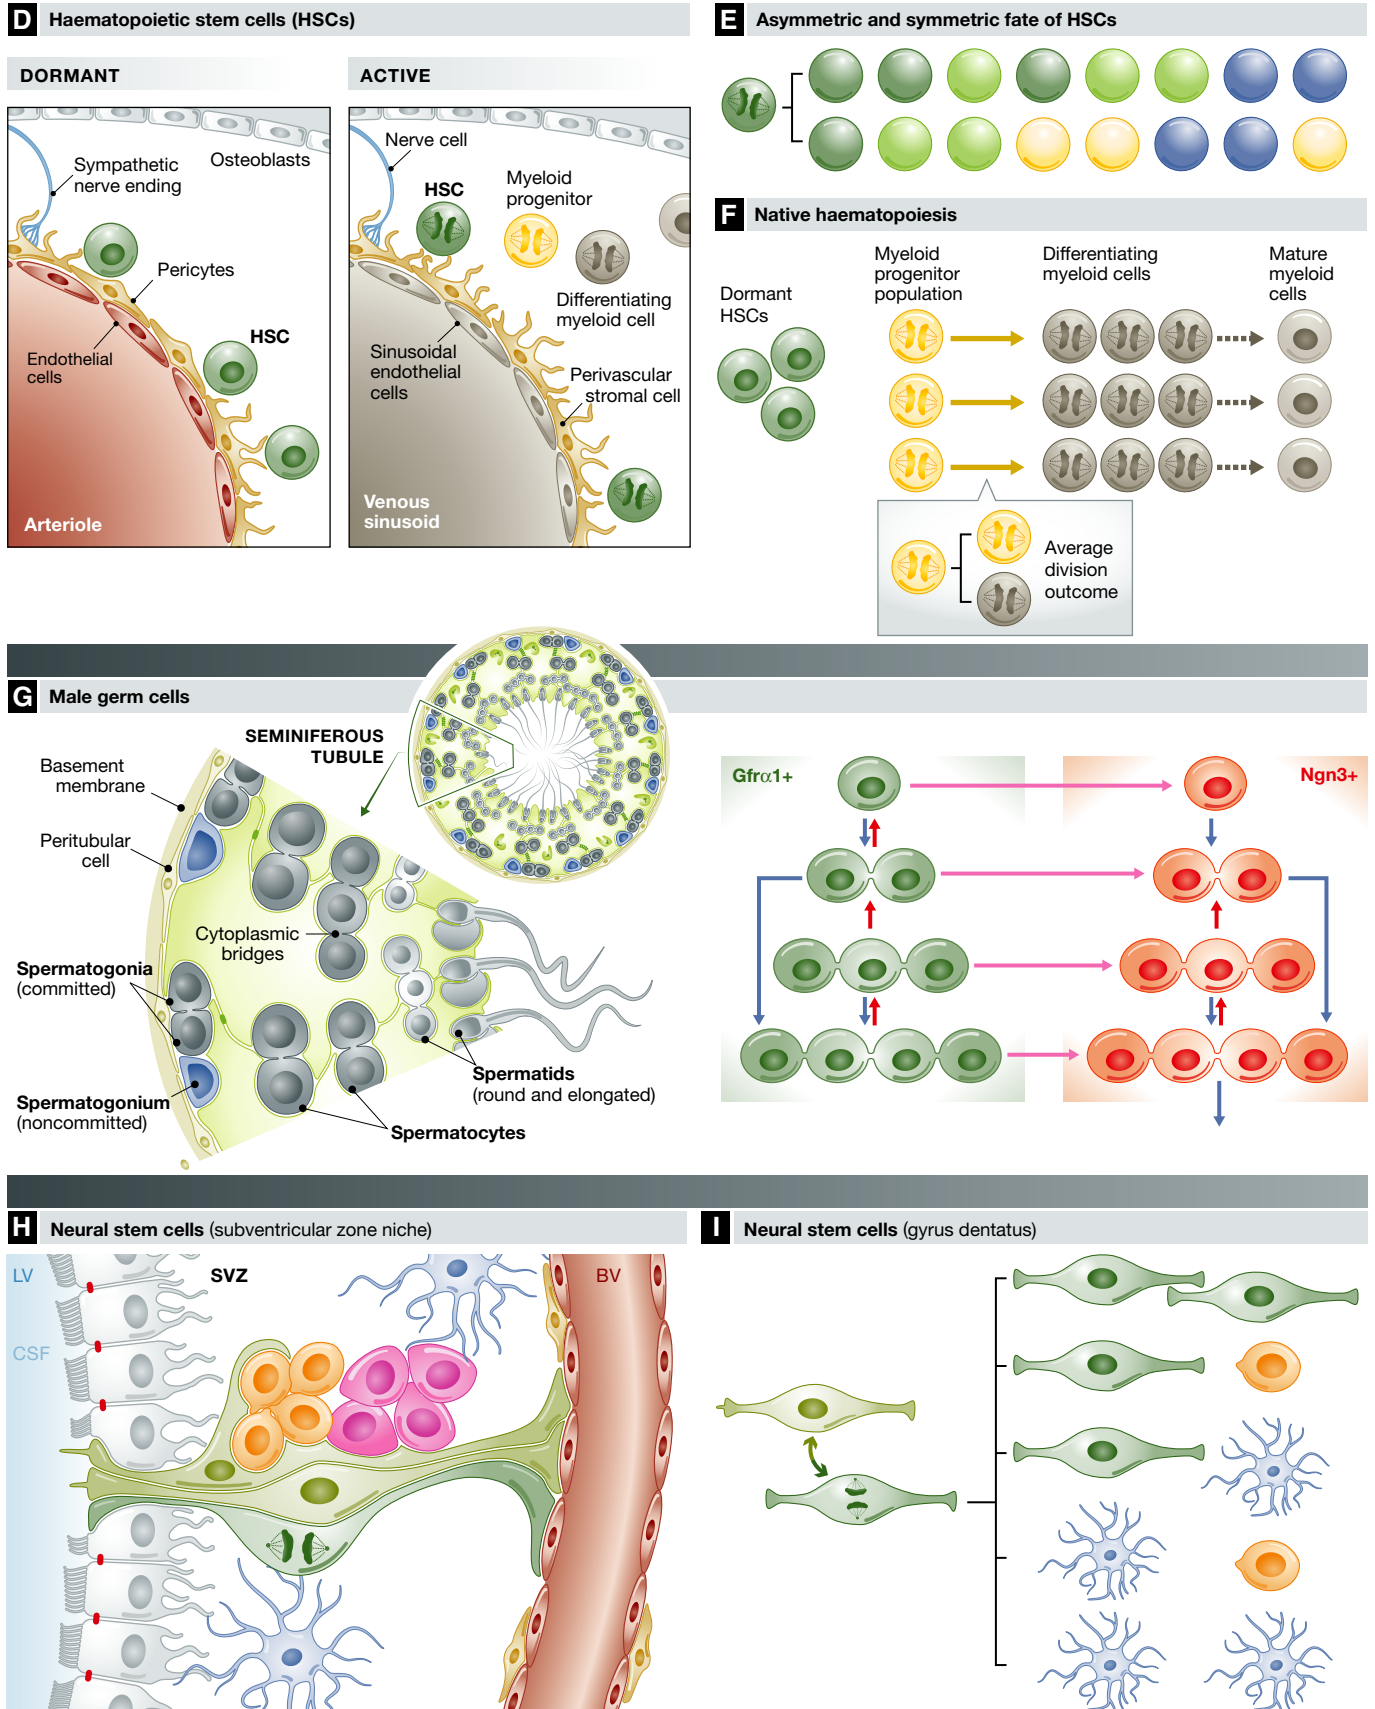 D Haematopoietic stem cells (HSCs)
DORMANT
ACTIVE
Sympathetic
nerve ending
Osteoblasts
Pericytes
HSC
Endothelial
cells
Arteriole
Nerve cell
HSC
Myeloid
progenitor
Differentiating
myeloid cell
Sinusoidal
endothelial
cells
Perivascular
stromal cell
Venous
sinusoid
E Asymmetric and symmetric fate of HSCs
F Native haematopoiesis
Dormant
HSCs
Myeloid
progenitor
population
Differentiating
myeloid cells
Mature
myeloid
cells
Average
division
outcome
G Male germ cells
SEMINIFEROUS
TUBULE
Basement
membrane
Peritubular
cell
Cytoplasmic
bridges
Spermatogonia
(committed)
Spermatogonium
(noncommitted)
Spermatids
(round and elongated)
Spermatocytes
Gfrα1+
Ngn3+
H Neural stem cells (subventricular zone niche)
LV
SVZ
BV
CSF
I Neural stem cells (gyrus dentatus)